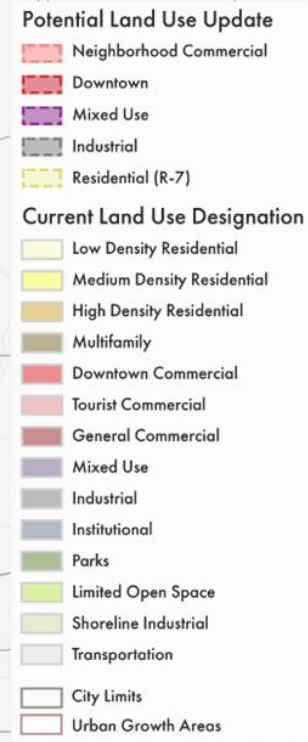 Potential Land Use Update
Neighborhood Commercial
Downtown
Mixed Use
Industrial
Residential (R-7)
Current Land Use Designation
Low Density Residential
Medium Density Residential
High Density Residential
Multifamily
Downtown Commercial
Tourist Commercial
General Commercial
Mixed Use
Industrial
Institutional
Parks
Limited Open Space
Shoreline Industrial
Transportation
City Limits
Urban Growth Areas